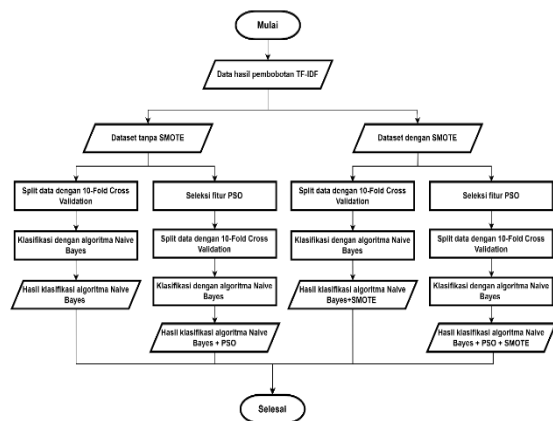 Mulai
Data hasil pembobotan TF-IDF
Dataset tanpa SMOTE
Dataset dengan SMOTE
Split data dengan 10-Fold Cross
Validation
Seleksi fitur PSO
Split data dengan 10-Fold Cross
Validation
Seleksi fitur PSO
Klasifikasi dengan algoritma Naive
Bayes
Split data dengan 10-Fold Cross
Validation
Klasifikasi dengan algoritma Naive
Bayes
Split data dengan 10-Fold Cross
Validation
Hasil klasifikasi algoritma Naive
Bayes
Klasifikasi dengan algoritma Naive
Bayes
Hasil klasifikasi algoritma Naive
Bayes+SMOTE
Klasifikasi dengan algoritma Naive
Bayes
Hasil klasifikasi algoritma Naive
Bayes + PSO
Hasil klasifikasi algoritma Naive
Bayes + PSO + SMOTE
Selesai